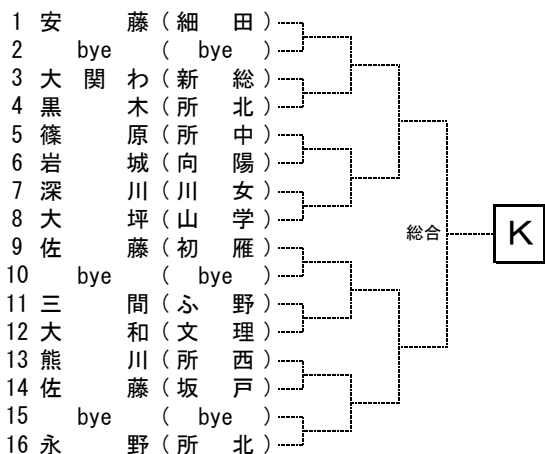 1 安 藤 ( 細 田 )
2 bye ( bye )
3 大 関 わ ( 新 総 )
4 黒 木 ( 所 北 )
5 篠 原 ( 所 中 )
6 岩 城 ( 向 陽 )
7 深 川 ( 川 女 )
8 大 坪 ( 山 学 )
9 佐 藤 ( 初 雁 )
10 bye ( bye )
11 三 間 ( ふ 野 )
12 大 和 ( 文 理 )
13 熊 川 ( 所 西 )
14 佐 藤 ( 坂 戸 )
15 bye ( bye )
16 永 野 ( 所 北 )
総合
K